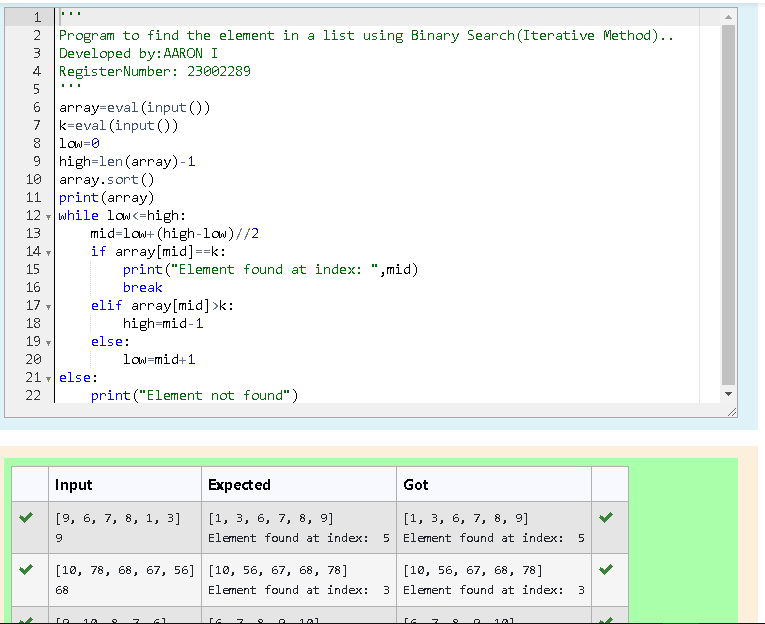 1 '''
2 Program to find the element in a list using Binary Search(Iterative Method)..
3 Developed by:AARON I
4 RegisterNumber: 23002289
5 '''
6 array=eval(input())
7 k=eval(input())
8 low=0
9 high=len(array)-1
10 array.sort()
11 print(array)
12 while low<=high:
13     mid=low+(high-low)//2
14     if array[mid]==k:
15         print("Element found at index: ",mid)
16         break
17     elif array[mid]>k:
18         high=mid-1
19     else:
20         low=mid+1
21 else:
22     print("Element not found")
Input Expected Got
[9, 6, 7, 8, 1, 3] [1, 3, 6, 7, 8, 9] [1, 3, 6, 7, 8, 9]
9 Element found at index:  5 Element found at index:  5
[10, 78, 68, 67, 56] [10, 56, 67, 68, 78] [10, 56, 67, 68, 78]
68 Element found at index:  3 Element found at index:  3